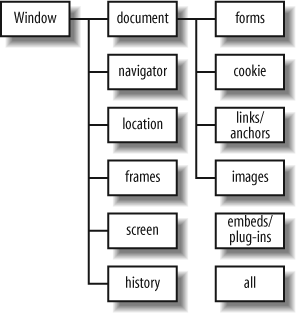 Window
document
forms
navigator
cookie
location
links/
anchors
frames
images
screen
embeds/
plug-ins
history
all